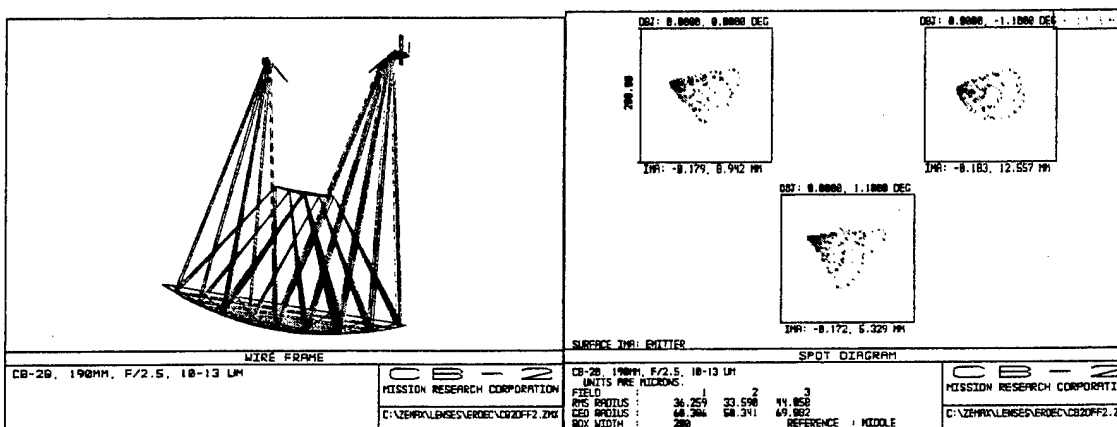 WIRE FRAME
CB-2B, 190MM, F/2.5, 10-13 UM
CB-2
MISSION RESEARCH CORPORATION
C:\ZEMAX\LENSES\ERDEC\CB2OFF2.ZMX
OBJ: 0.0000, 0.0000 DEG
OBJ: 0.0000, -1.1000 DEG
200.00
IMA: -0.179, 8.942 MM
IMA: -0.183, 12.557 MM
OBJ: 0.0000, 1.1000 DEG
IMA: -0.172, 5.329 MM
SURFACE IMA: EMITTER
SPOT DIAGRAM
CB-2B, 190MM, F/2.5, 10-13 UM
UNITS ARE MICRONS.
FIELD : 1 2 3
RMS RADIUS : 36.259 33.590 44.050
GEO RADIUS : 60.306 50.341 69.002
BOX WIDTH : 200 REFERENCE : MIDDLE
CB-2
MISSION RESEARCH CORPORATI
C:\ZEMAX\LENSES\ERDEC\CB2OFF2.Z